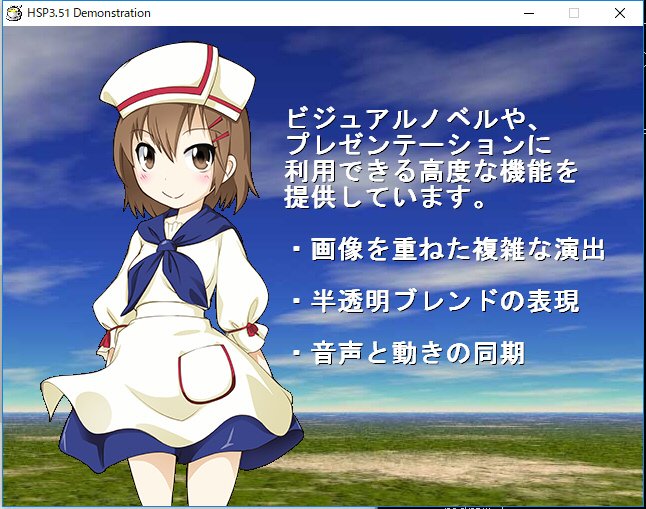 HSP3.51 Demonstration
ビジュアルノベルや、
プレゼンテーションに
利用できる高度な機能を
提供しています。
・画像を重ねた複雑な演出
・半透明ブレンドの表現
・音声と動きの同期